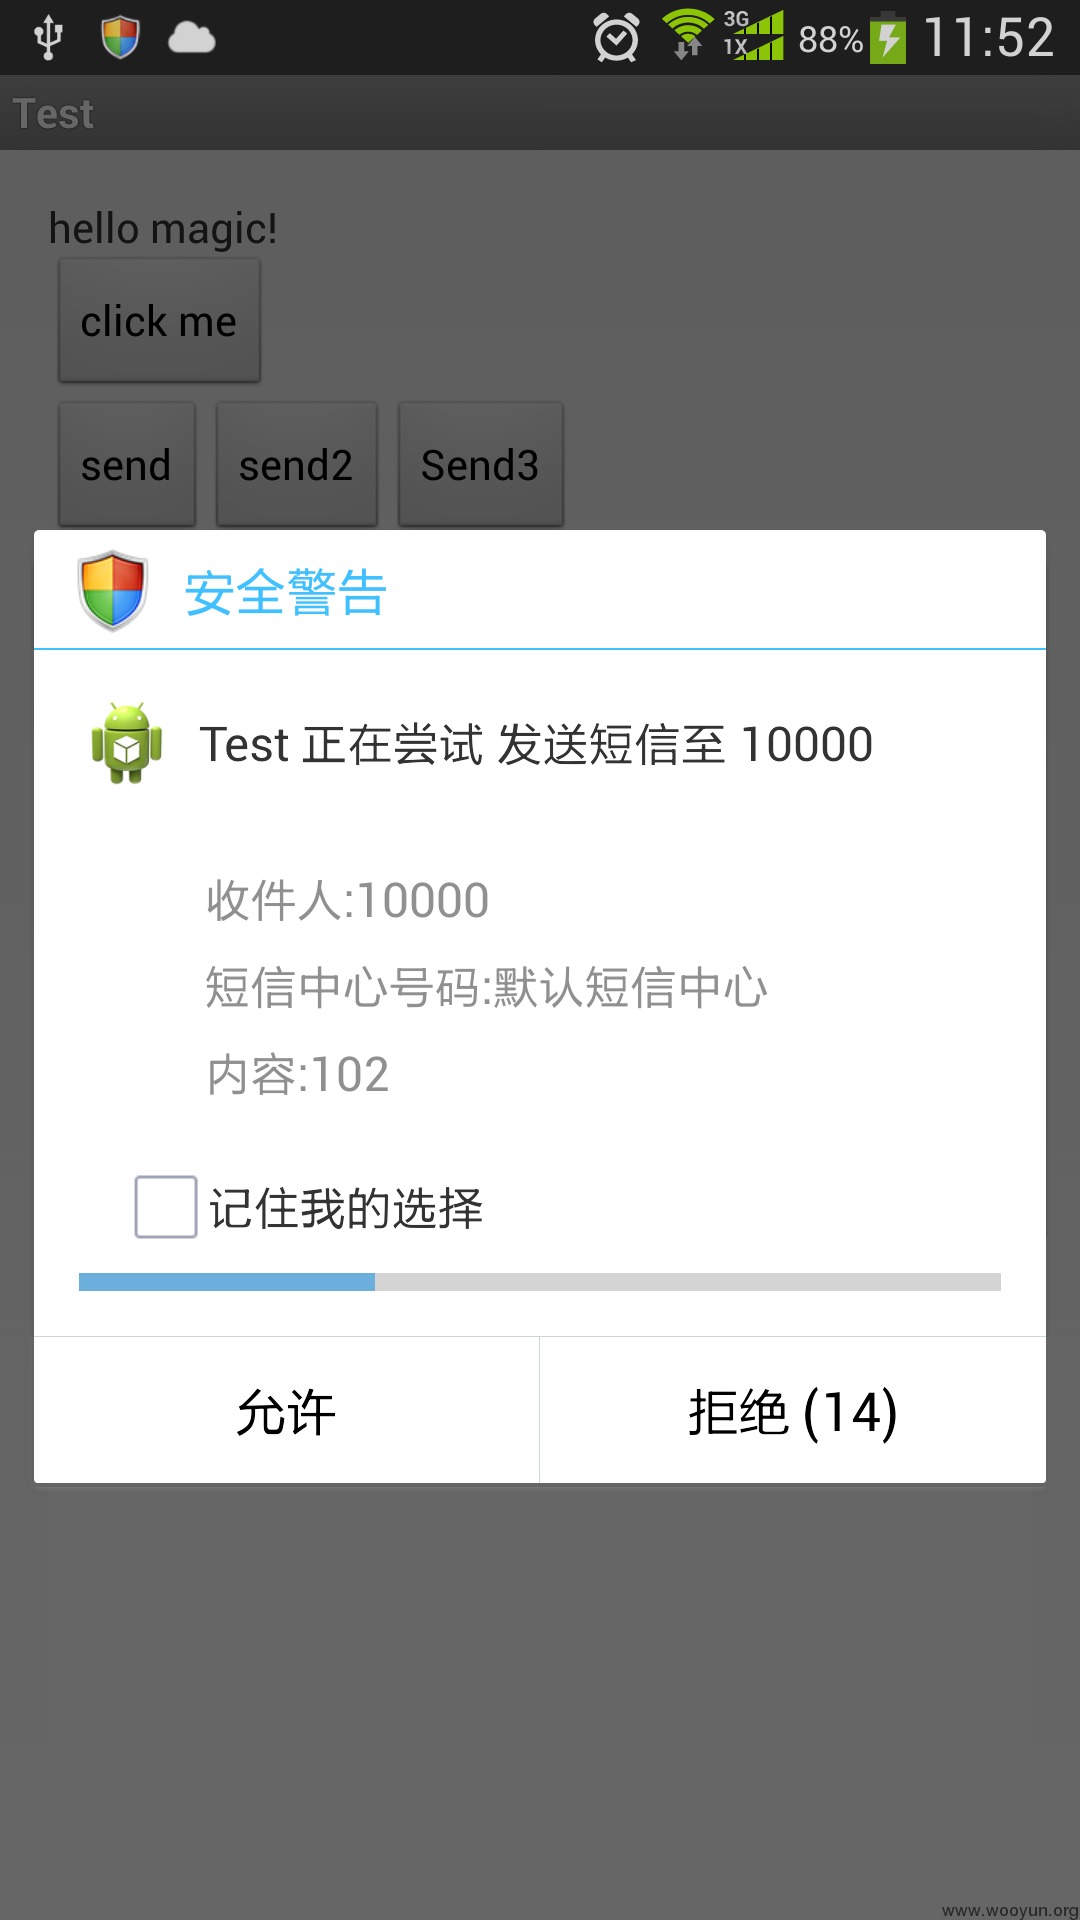 3G
1X
88% 11:52
Test
hello magic!
click me
send send2 Send3
安全警告
Test 正在尝试 发送短信至 10000
收件人:10000
短信中心号码:默认短信中心
内容:102
记住我的选择
允许 拒绝 (14)
www.wooyun.org